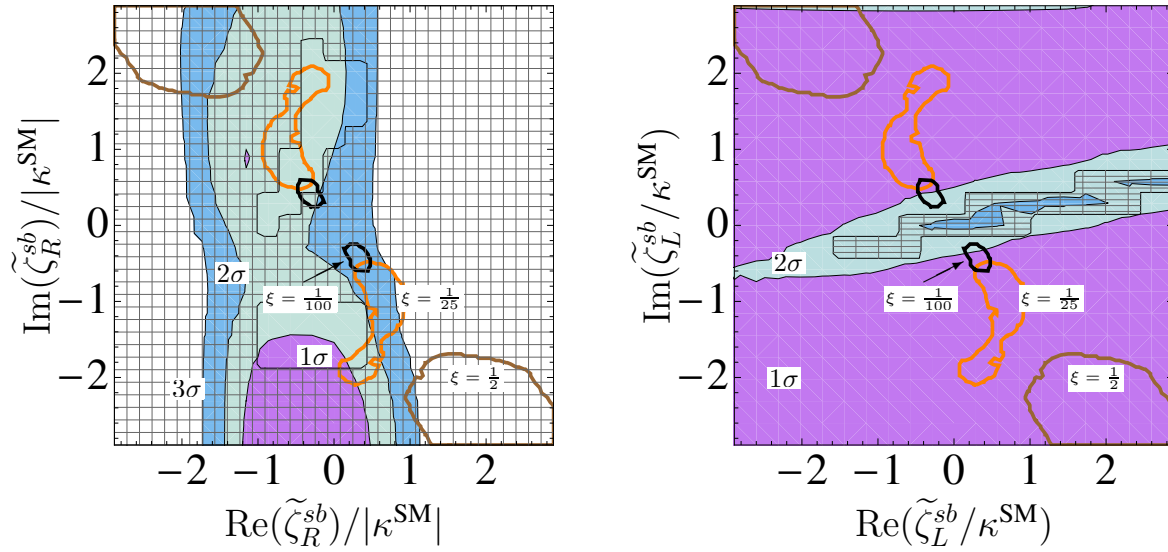 2
1
0
−1
−2
−2 −1 0 1 2
Im(ζ̃_R^{sb})/|κ^{SM}|
Re(ζ̃_R^{sb})/|κ^{SM}|
2σ
ξ = 1/100
ξ = 1/25
1σ
3σ
ξ = 1/2
2
1
0
−1
−2
−2 −1 0 1 2
Im(ζ̃_L^{sb}/κ^{SM})
Re(ζ̃_L^{sb}/κ^{SM})
2σ
ξ = 1/100
ξ = 1/25
1σ
ξ = 1/2